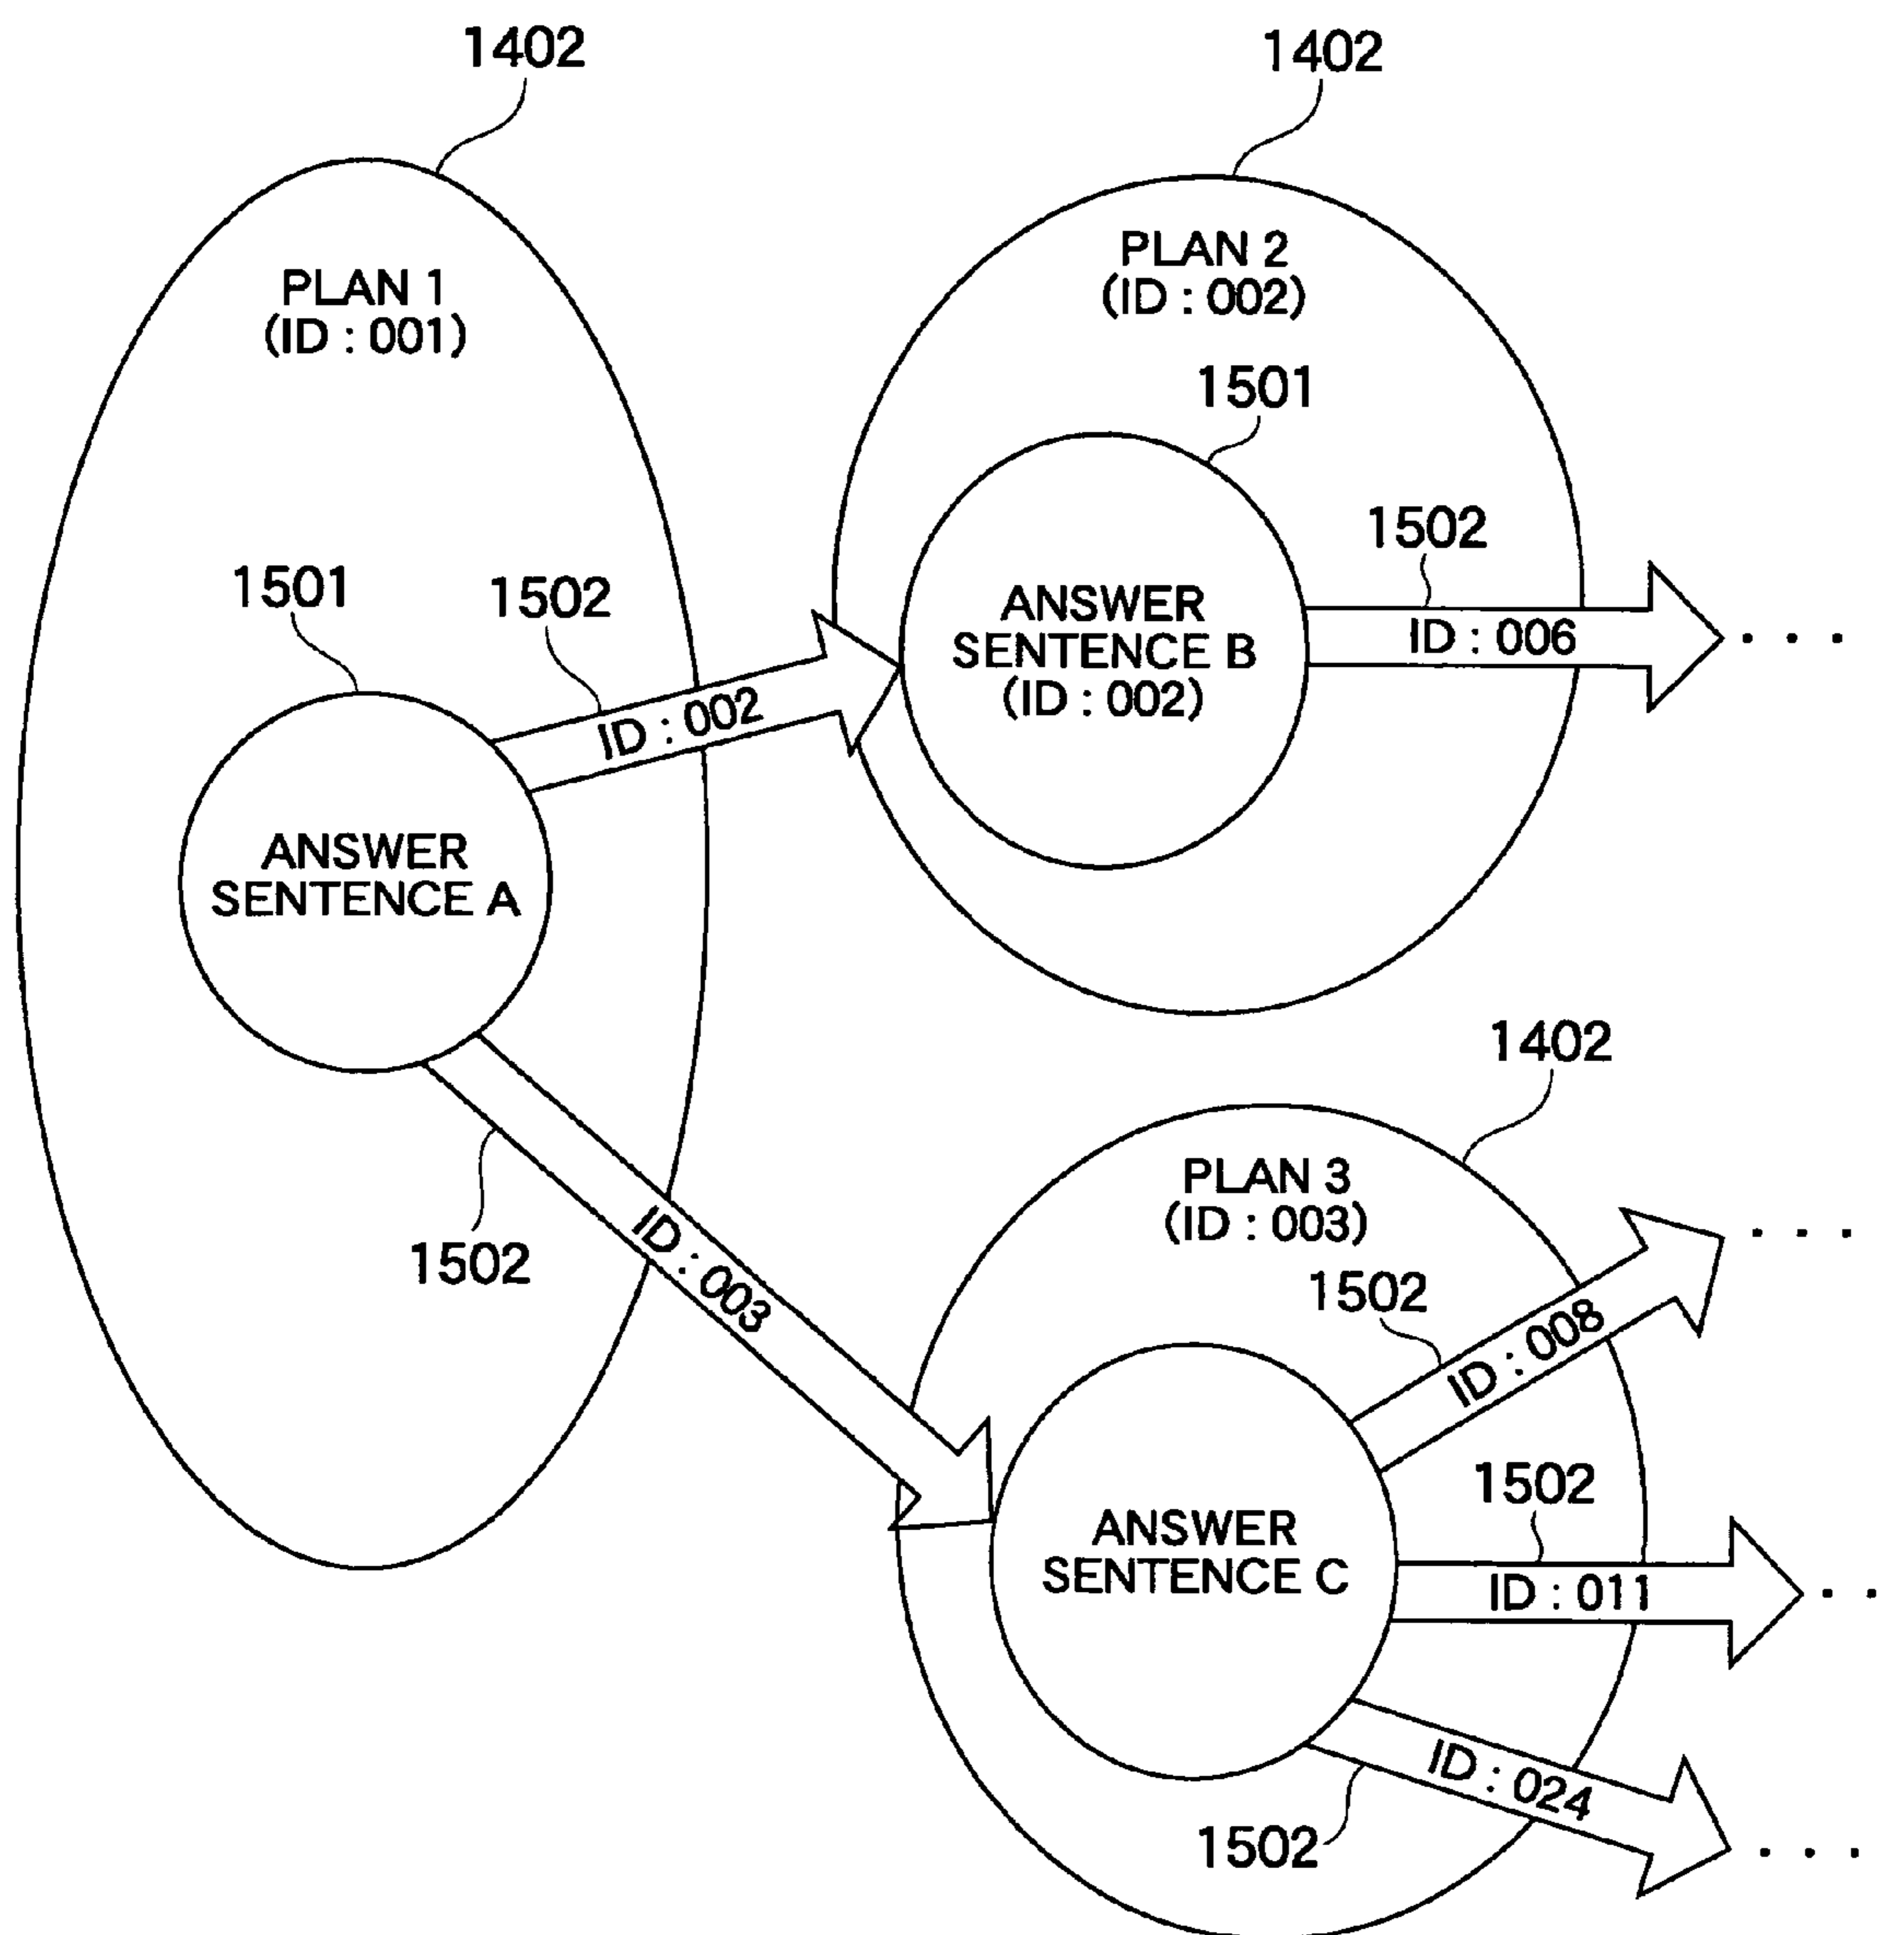 1402
1402
PLAN 1
(ID : 001)
PLAN 2
(ID : 002)
1501
1502
1501
1502
ANSWER
SENTENCE B
(ID : 002)
ID : 006
. . .
ID : 002
ANSWER
SENTENCE A
1402
PLAN 3
(ID : 003)
1502
ID : 003
1502
ID : 008
. . .
1502
ANSWER
SENTENCE C
ID : 011
. .
ID : 024
1502
. . .